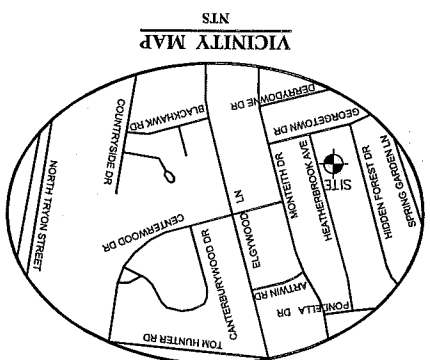 VICINITY MAP
NTS
TOM HUNTER RD
PONDELLA DR
ARTWIN RD
CANTERBURYWOOD DR
CENTERWOOD DR
ELGYWOOD LN
MONTEITH DR
HEATHERBROOK AVE
HIDDEN FOREST DR
SPRING GARDEN LN
SITE
NORTH TRYON STREET
COUNTRYSIDE DR
BLACKHAWK RD
GEORGETOWN DR
DERRYDOWNE DR